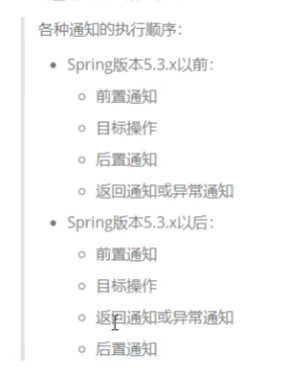 各种通知的执行顺序：
Spring版本5.3.x以前：
前置通知
目标操作
后置通知
返回通知或异常通知
Spring版本5.3.x以后：
前置通知
目标操作
返回通知或异常通知
后置通知